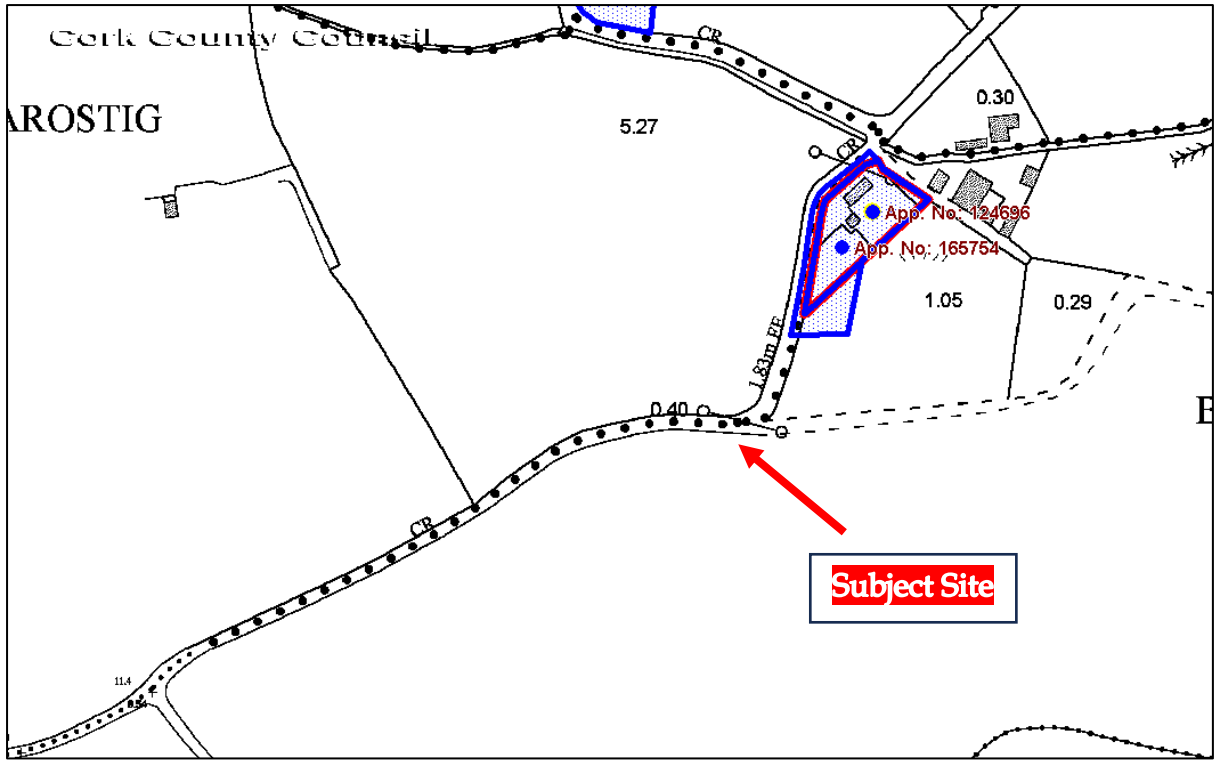 Cork County Council
CR
AROSTIG
0.30
5.27
CR
App. No: 124696
App. No: 165754
1.05
0.29
1.83m FF
0.40
CR
Subject Site
11.4